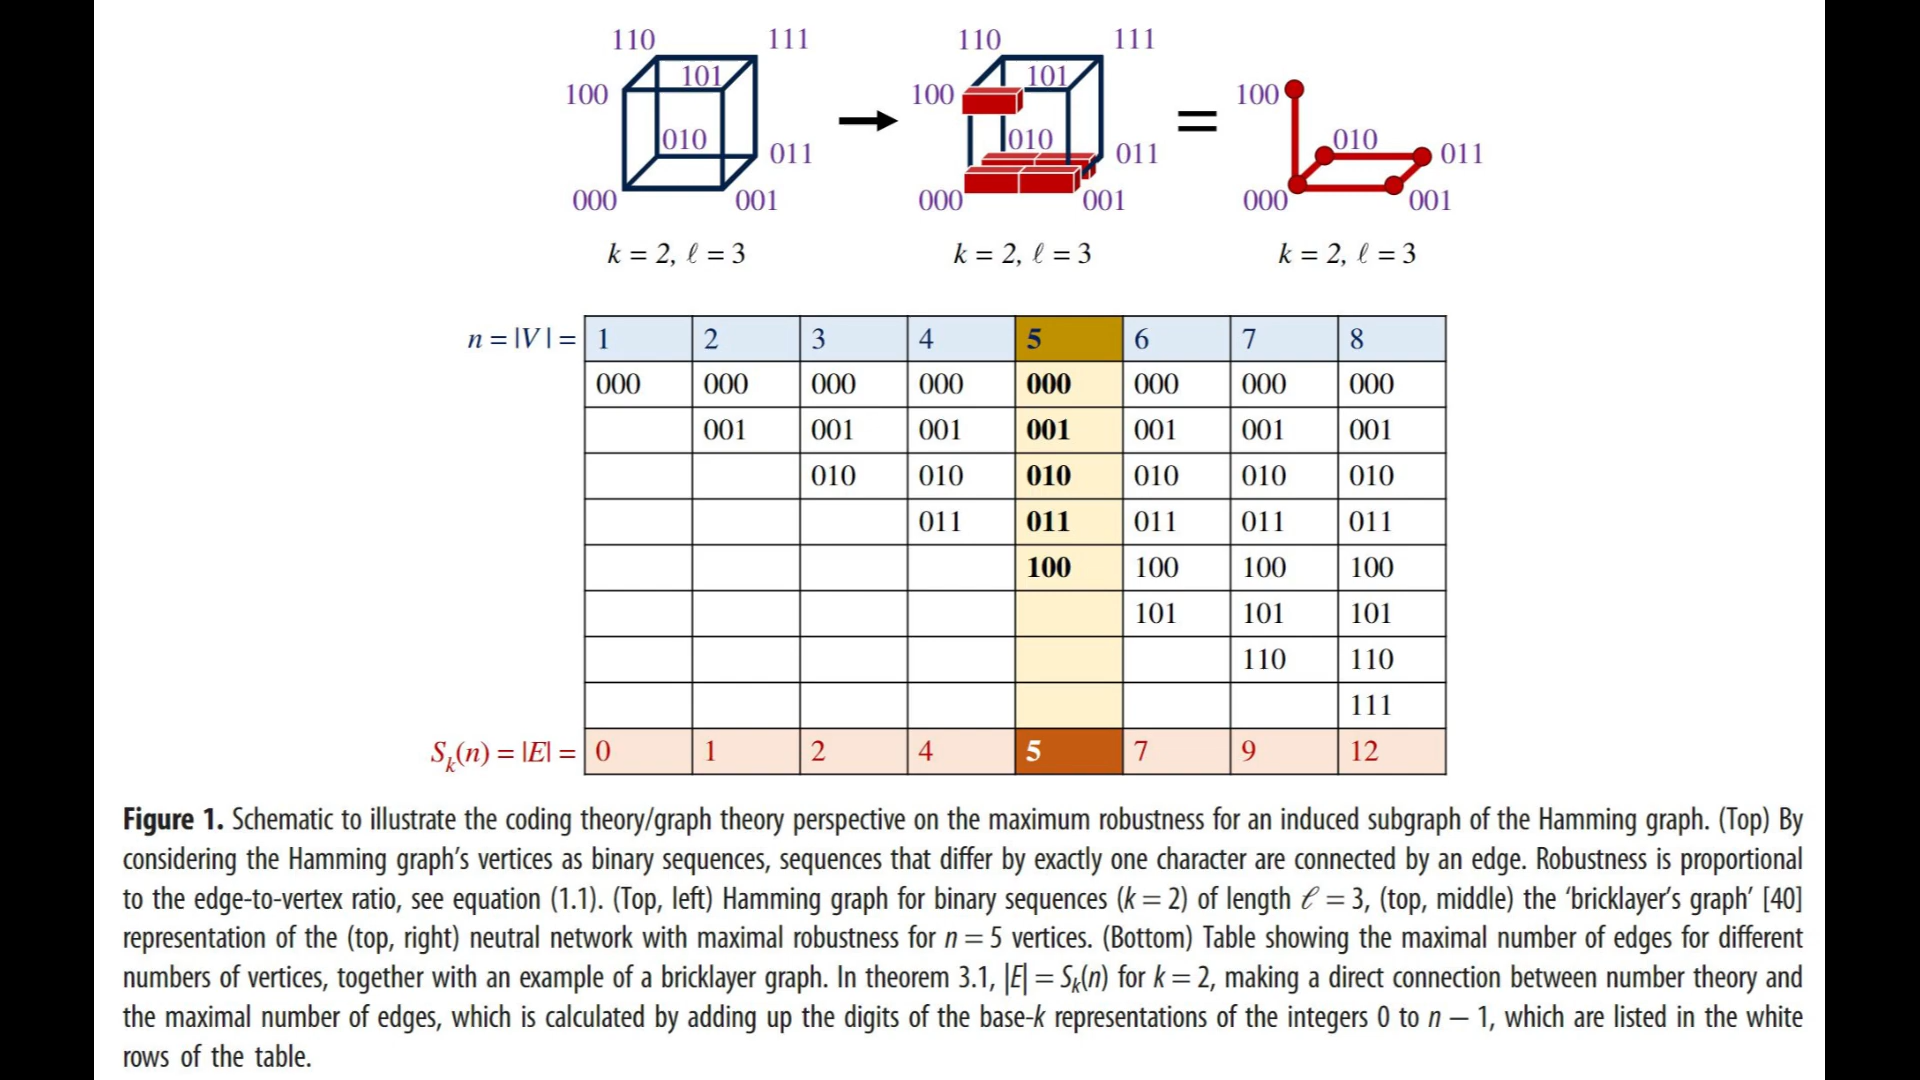 110 111 110 111
101 101
100 100 100
010 010 010
011 011 011
000 001 000 001 000 001
k = 2, ℓ = 3 k = 2, ℓ = 3 k = 2, ℓ = 3
n = |V| = 1 2 3 4 5 6 7 8
000 000 000 000 000 000 000 000
001 001 001 001 001 001 001
010 010 010 010 010 010
011 011 011 011 011
100 100 100 100
101 101 101
110 110
111
Sₖ(n) = |E| = 0 1 2 4 5 7 9 12
Figure 1. Schematic to illustrate the coding theory/graph theory perspective on the maximum robustness for an induced subgraph of the Hamming graph. (Top) By
considering the Hamming graph's vertices as binary sequences, sequences that differ by exactly one character are connected by an edge. Robustness is proportional
to the edge-to-vertex ratio, see equation (1.1). (Top, left) Hamming graph for binary sequences (k = 2) of length ℓ = 3, (top, middle) the 'bricklayer's graph' [40]
representation of the (top, right) neutral network with maximal robustness for n = 5 vertices. (Bottom) Table showing the maximal number of edges for different
numbers of vertices, together with an example of a bricklayer graph. In theorem 3.1, |E| = Sₖ(n) for k = 2, making a direct connection between number theory and
the maximal number of edges, which is calculated by adding up the digits of the base-k representations of the integers 0 to n − 1, which are listed in the white
rows of the table.